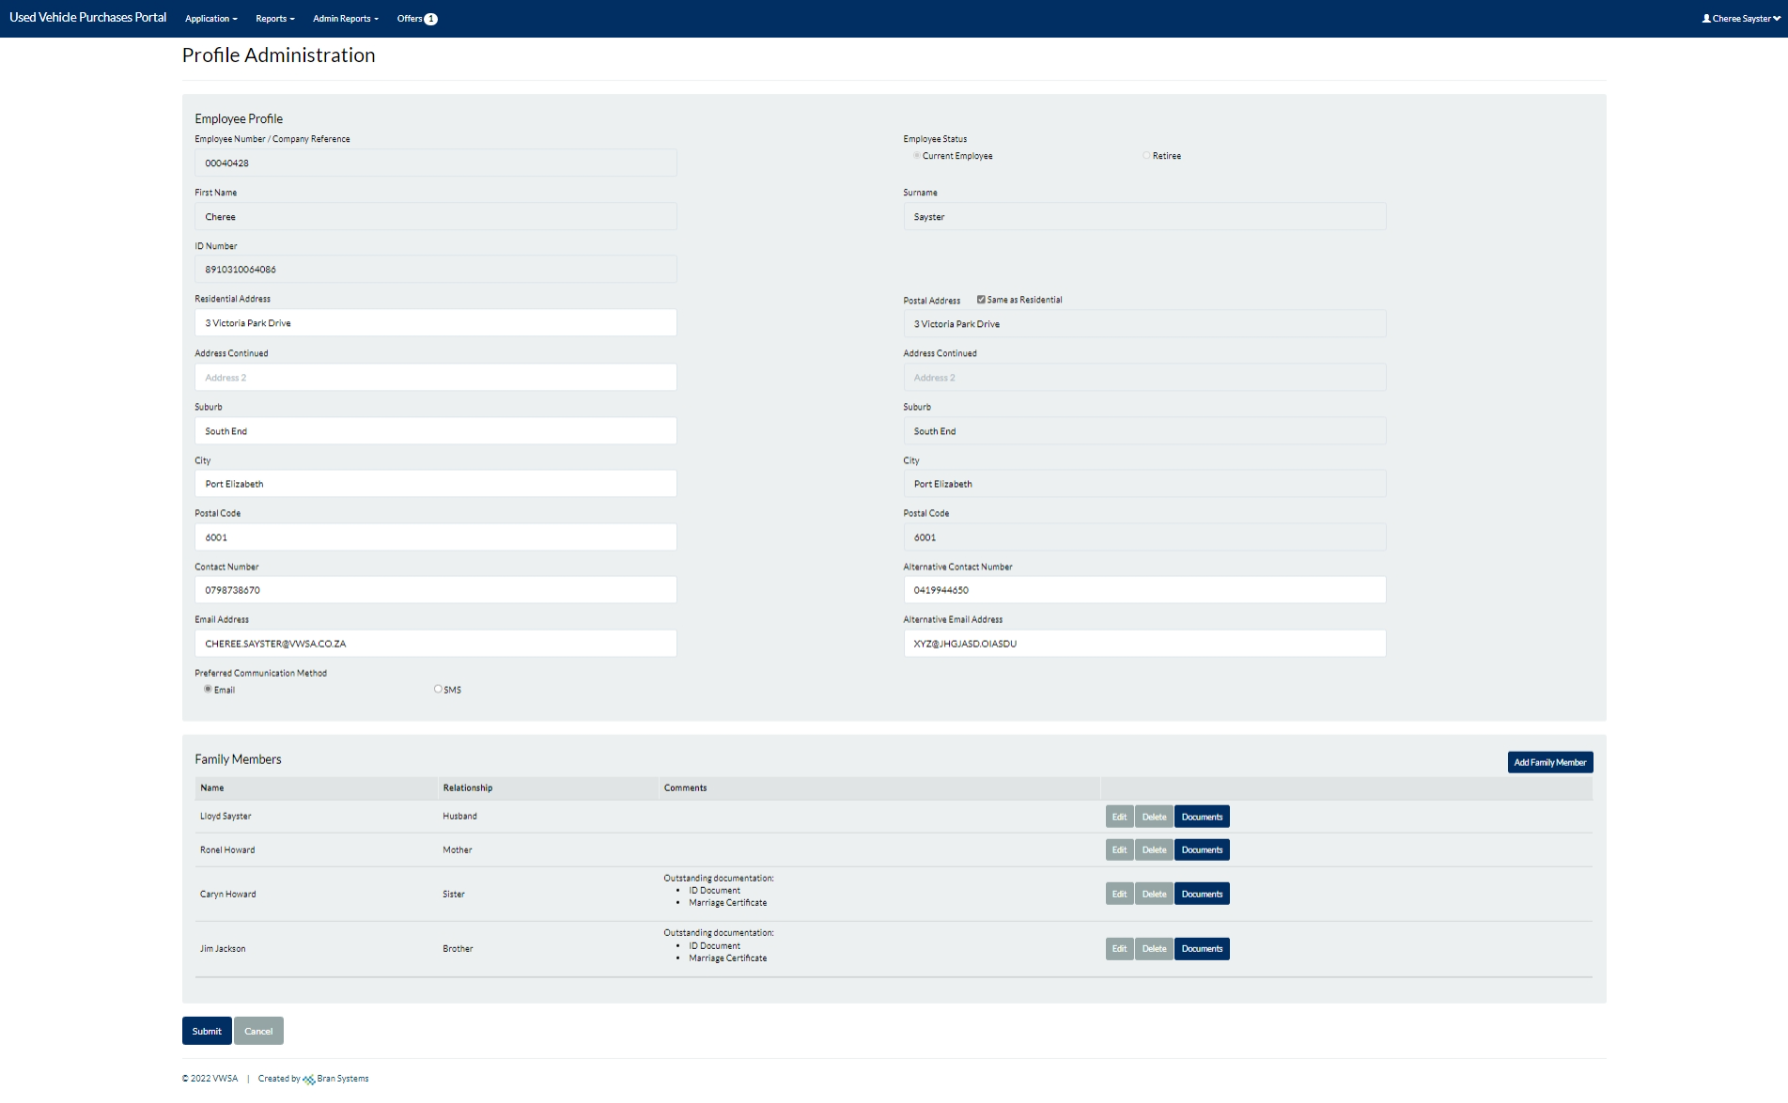 Used Vehicle Purchases Portal Application Reports Admin Reports Offers 1 Cheree Sayster
Profile Administration
Employee Profile
Employee Number / Company Reference Employee Status
00040428 Current Employee Retiree
First Name Surname
Cheree Sayster
ID Number
8910310064086
Residential Address Postal Address Same as Residential
3 Victoria Park Drive 3 Victoria Park Drive
Address Continued Address Continued
Address 2 Address 2
Suburb Suburb
South End South End
City City
Port Elizabeth Port Elizabeth
Postal Code Postal Code
6001 6001
Contact Number Alternative Contact Number
0798738670 0419944650
Email Address Alternative Email Address
CHEREE.SAYSTER@VWSA.CO.ZA XYZ@JHGJASD.OIASDU
Preferred Communication Method
Email SMS
Family Members Add Family Member
Name Relationship Comments
Lloyd Sayster Husband Edit Delete Documents
Ronel Howard Mother Edit Delete Documents
Caryn Howard Sister Outstanding documentation: Edit Delete Documents
• ID Document
• Marriage Certificate
Jim Jackson Brother Outstanding documentation: Edit Delete Documents
• ID Document
• Marriage Certificate
Submit Cancel
© 2022 VWSA | Created by Bran Systems